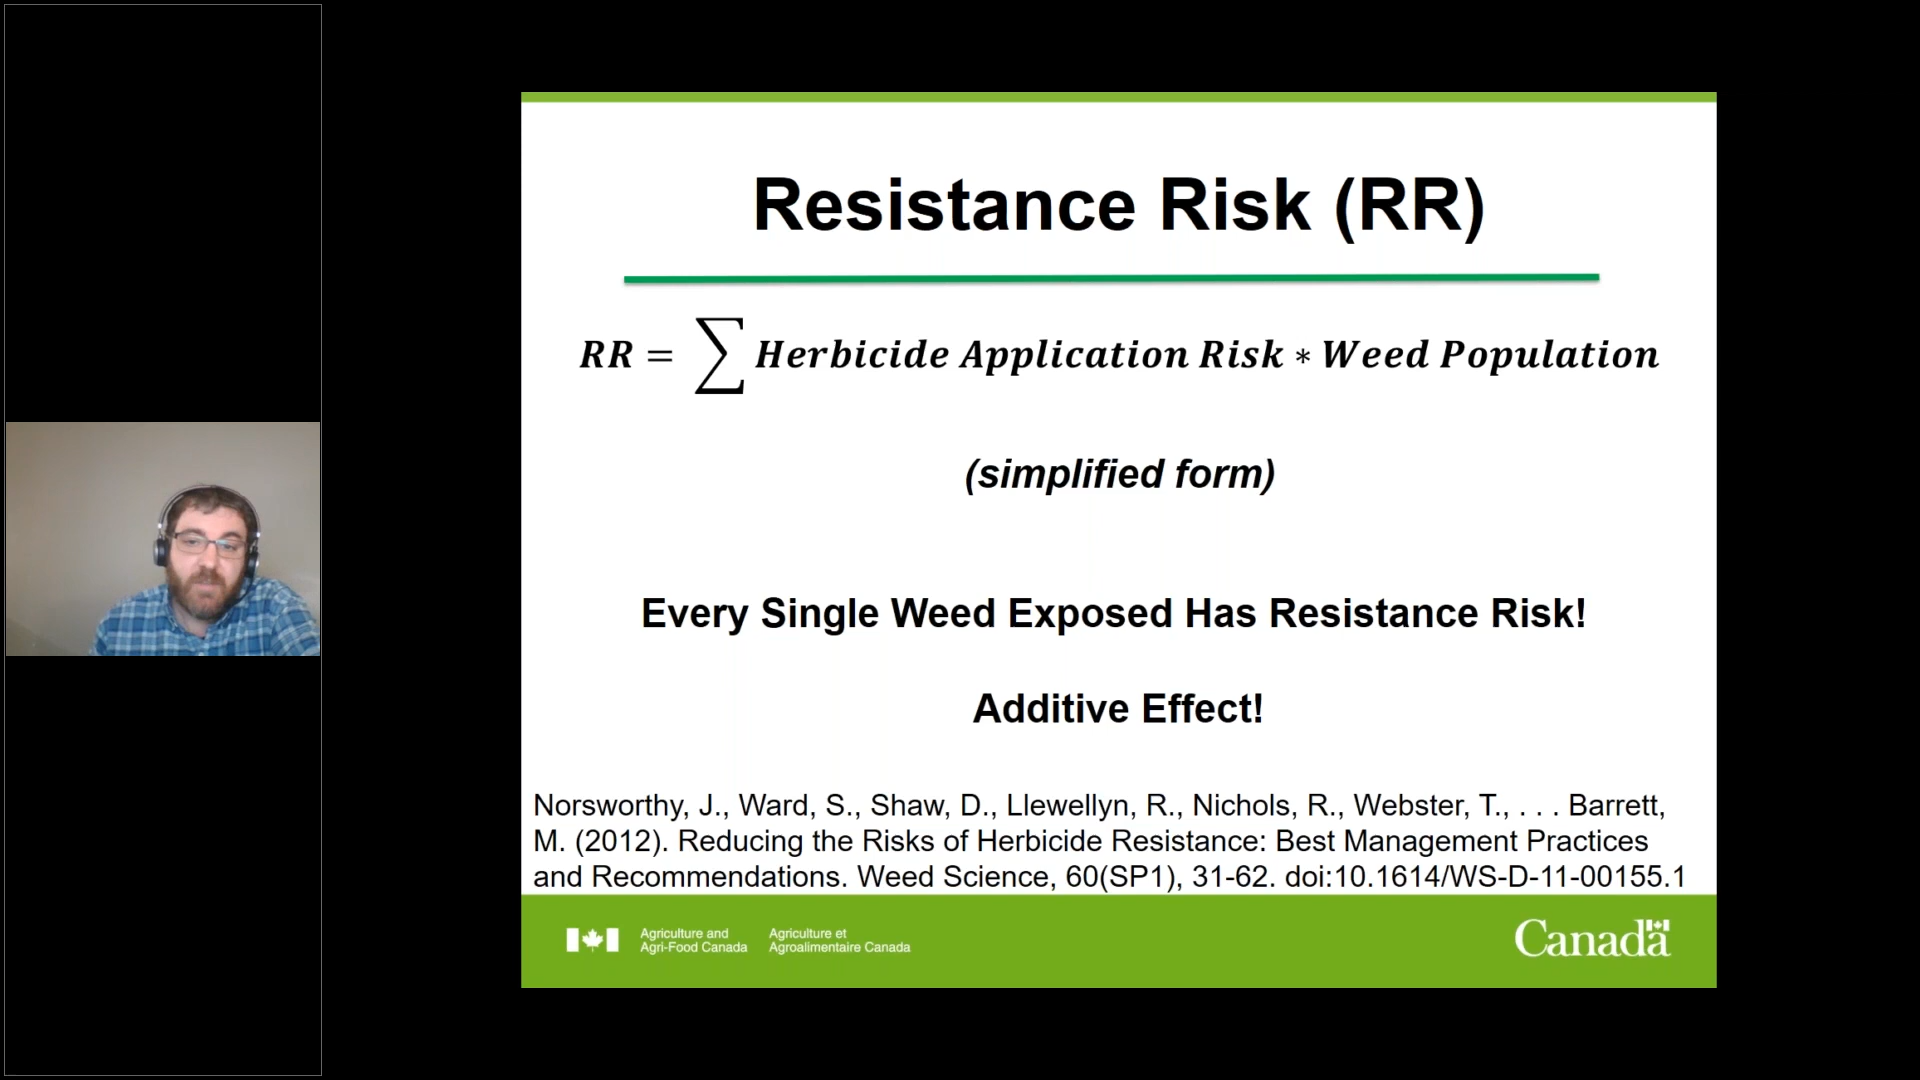 Resistance Risk (RR)
RR = ∑ Herbicide Application Risk * Weed Population
(simplified form)
Every Single Weed Exposed Has Resistance Risk!
Additive Effect!
Norsworthy, J., Ward, S., Shaw, D., Llewellyn, R., Nichols, R., Webster, T., . . . Barrett,
M. (2012). Reducing the Risks of Herbicide Resistance: Best Management Practices
and Recommendations. Weed Science, 60(SP1), 31-62. doi:10.1614/WS-D-11-00155.1
Agriculture and
Agri-Food Canada
Agriculture et
Agroalimentaire Canada
Canada